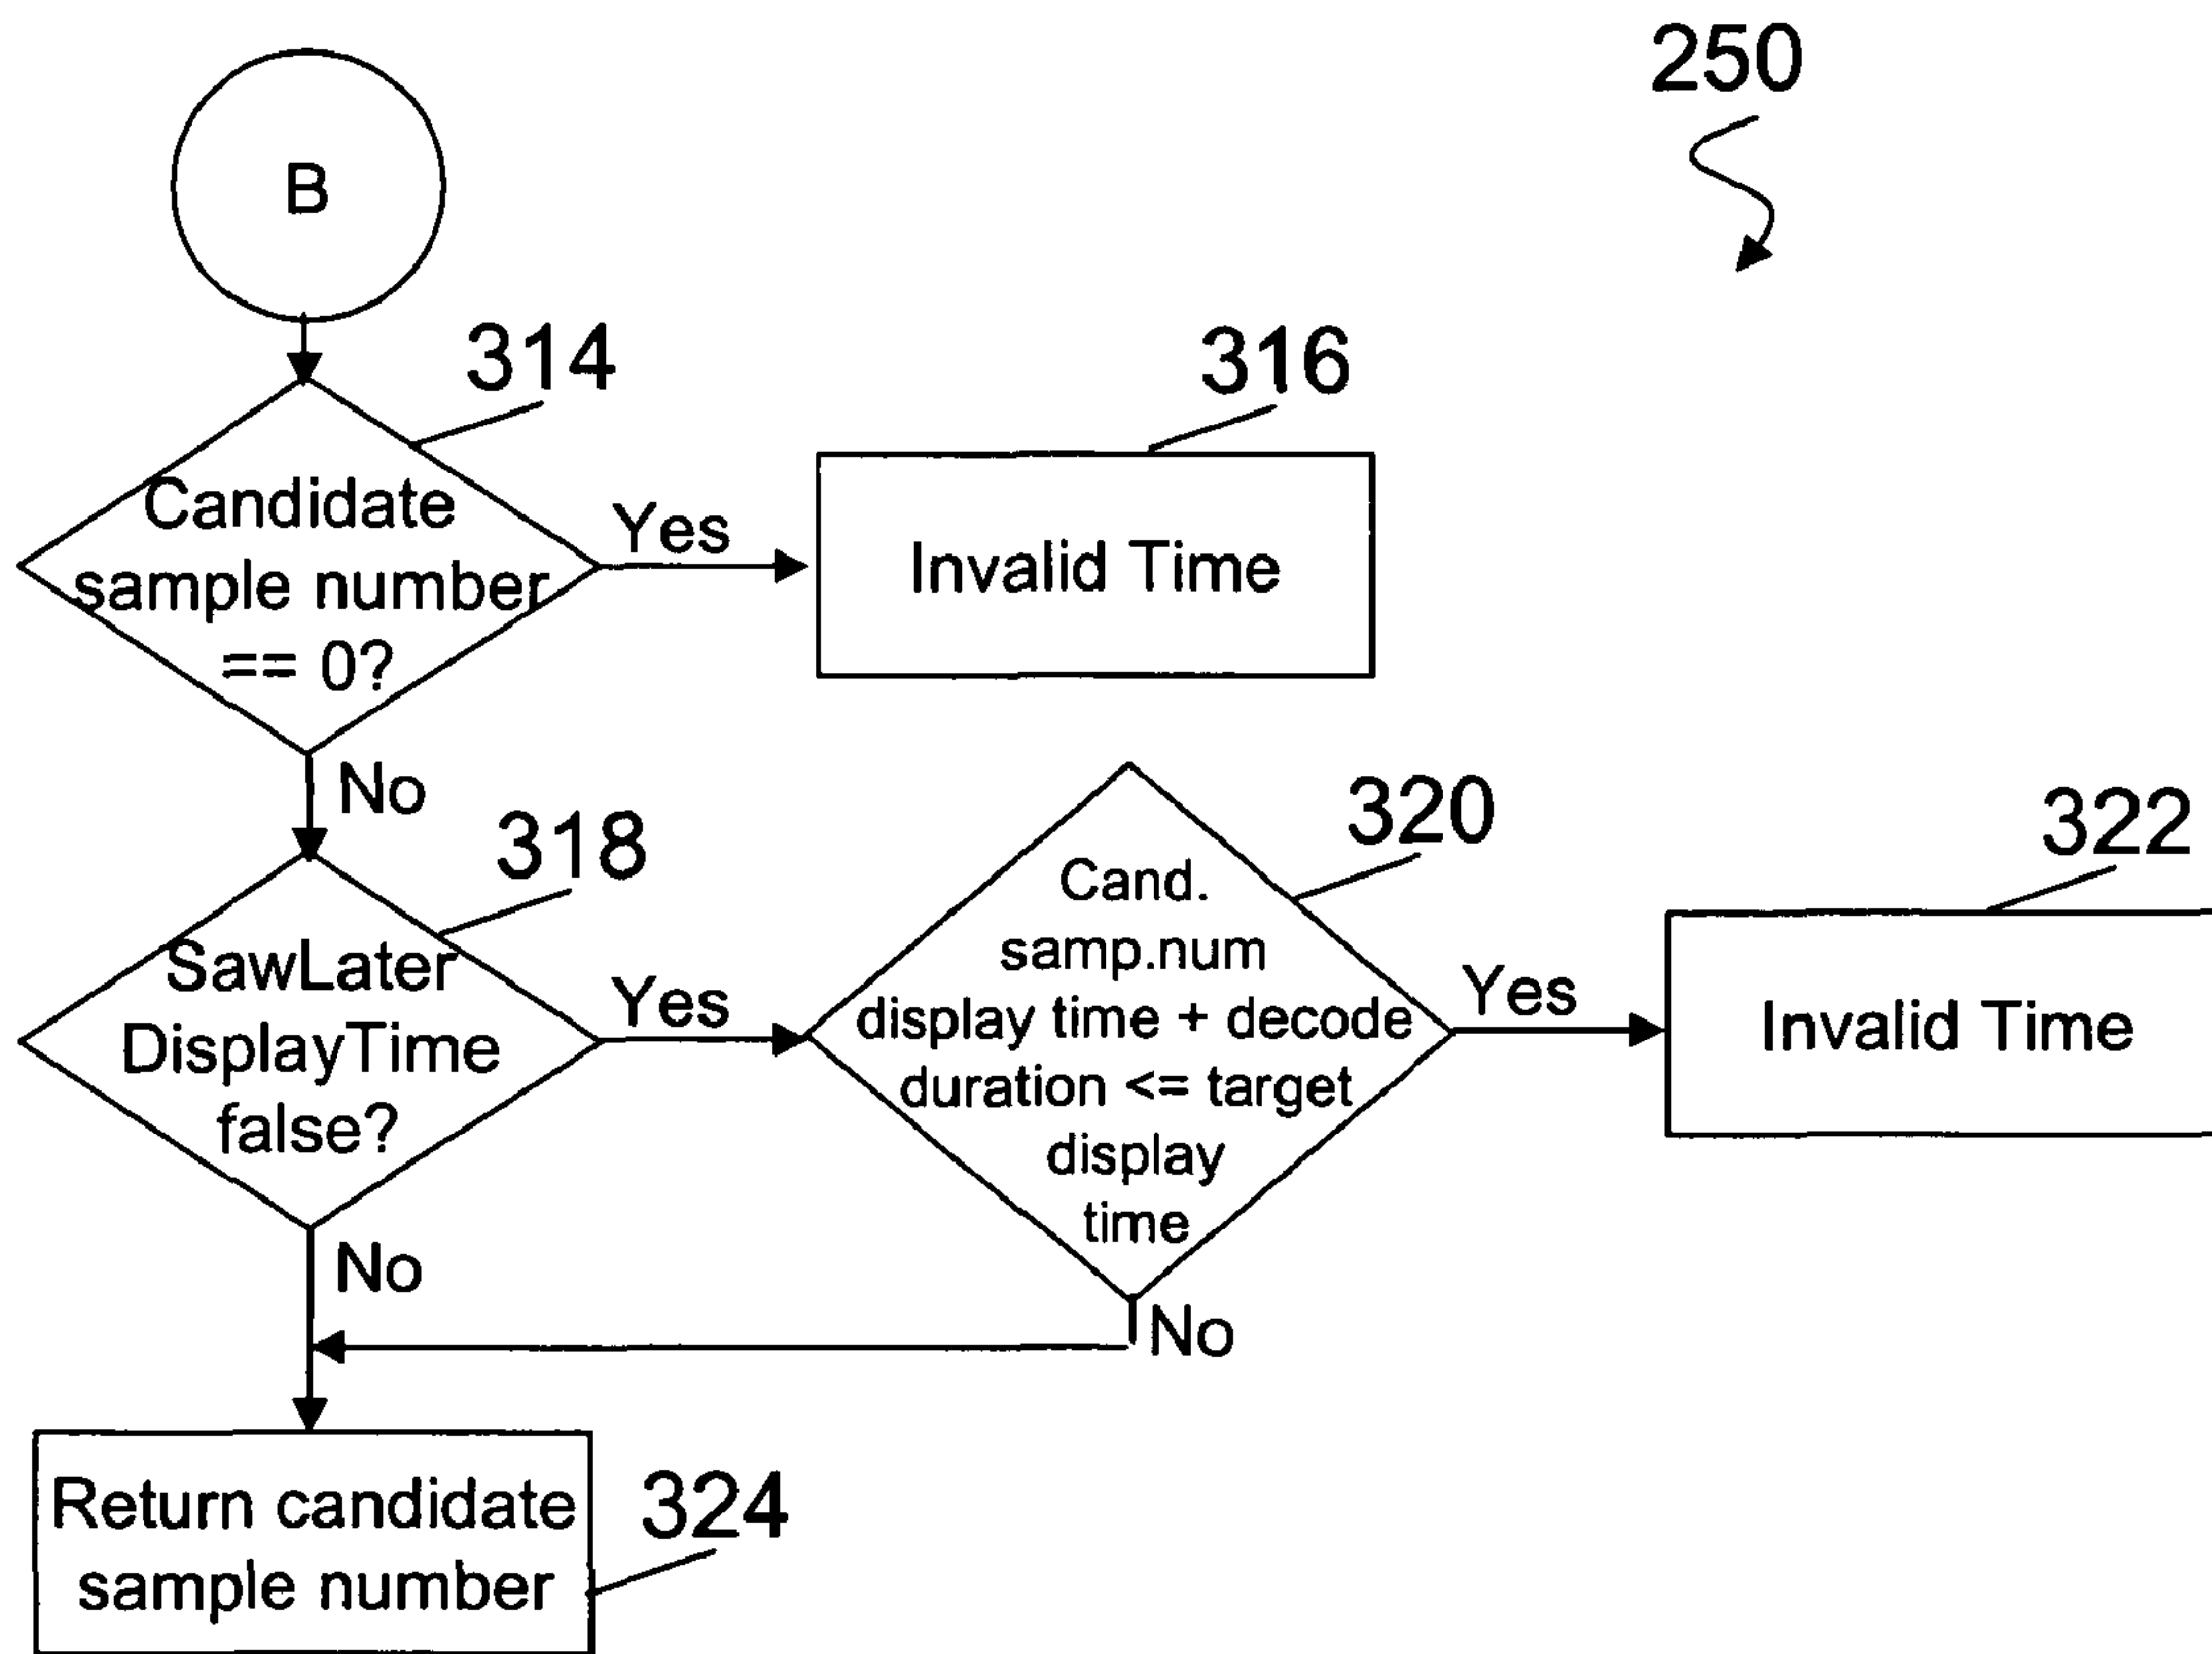 250
B
314
316
Candidate
sample number
== 0?
Yes
Invalid Time
No
318
320
322
SawLater
DisplayTime
false?
Yes
Cand.
samp.num
display time + decode
duration <= target
display
time
Yes
Invalid Time
No
No
Return candidate
sample number
324